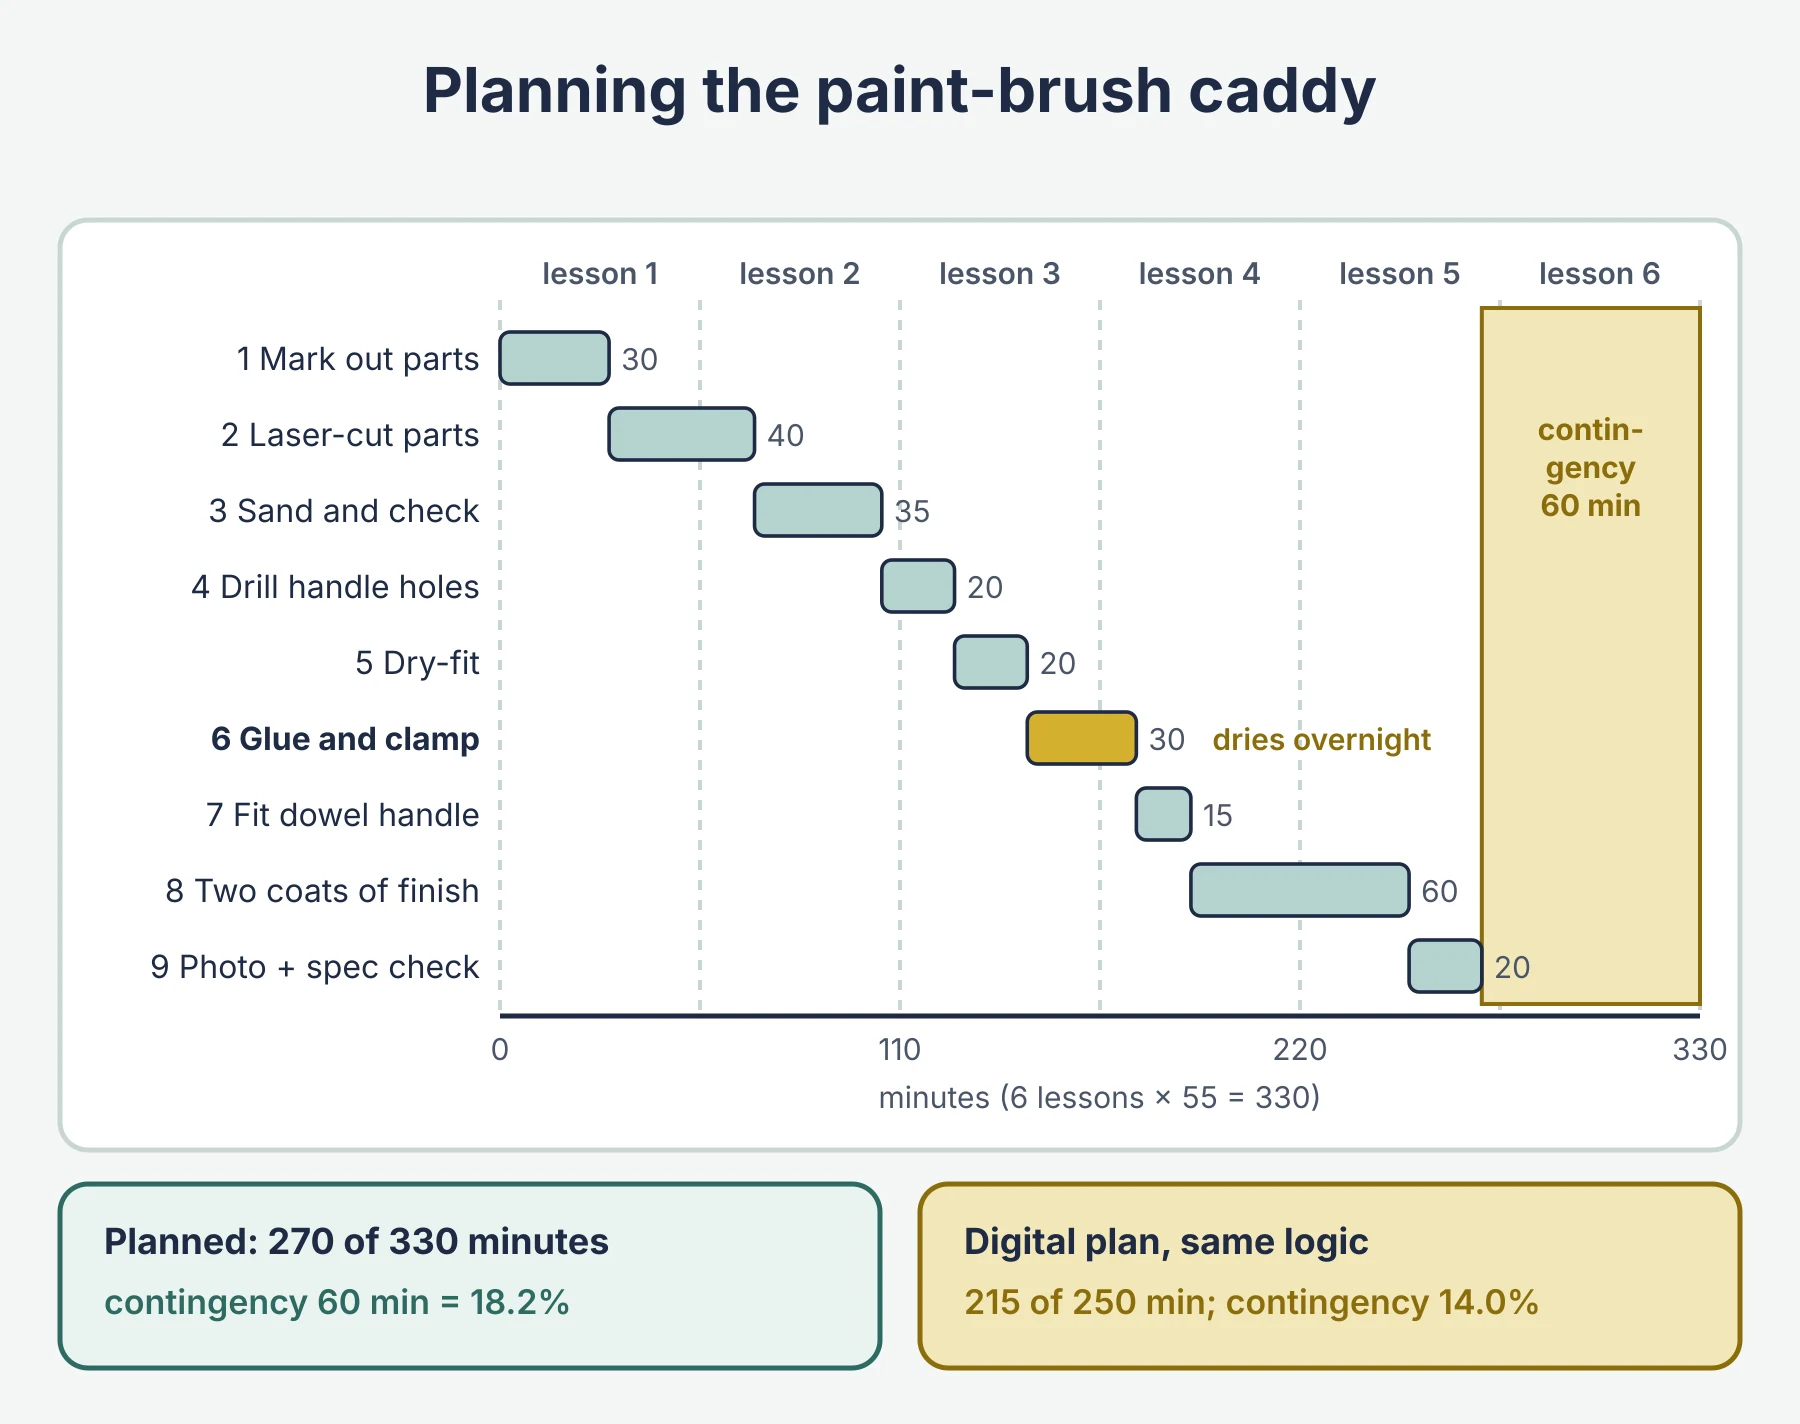 Planning the paint-brush caddy
lesson 1 lesson 2 lesson 3 lesson 4 lesson 5 lesson 6
1 Mark out parts 30
2 Laser-cut parts 40
contin-
gency
60 min
3 Sand and check 35
4 Drill handle holes 20
5 Dry-fit 20
6 Glue and clamp 30 dries overnight
7 Fit dowel handle 15
8 Two coats of finish 60
9 Photo + spec check 20
0 110 220 330
minutes (6 lessons × 55 = 330)
Planned: 270 of 330 minutes
contingency 60 min = 18.2%
Digital plan, same logic
215 of 250 min; contingency 14.0%